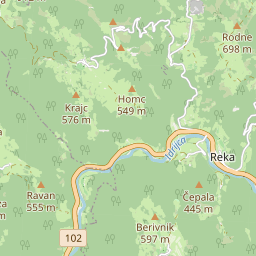 Rodne
698 m
Homc
549 m
Krajc
576 m
Idrijca
Reka
Ravan
555 m
Čepala
445 m
102
Berivnik
597 m